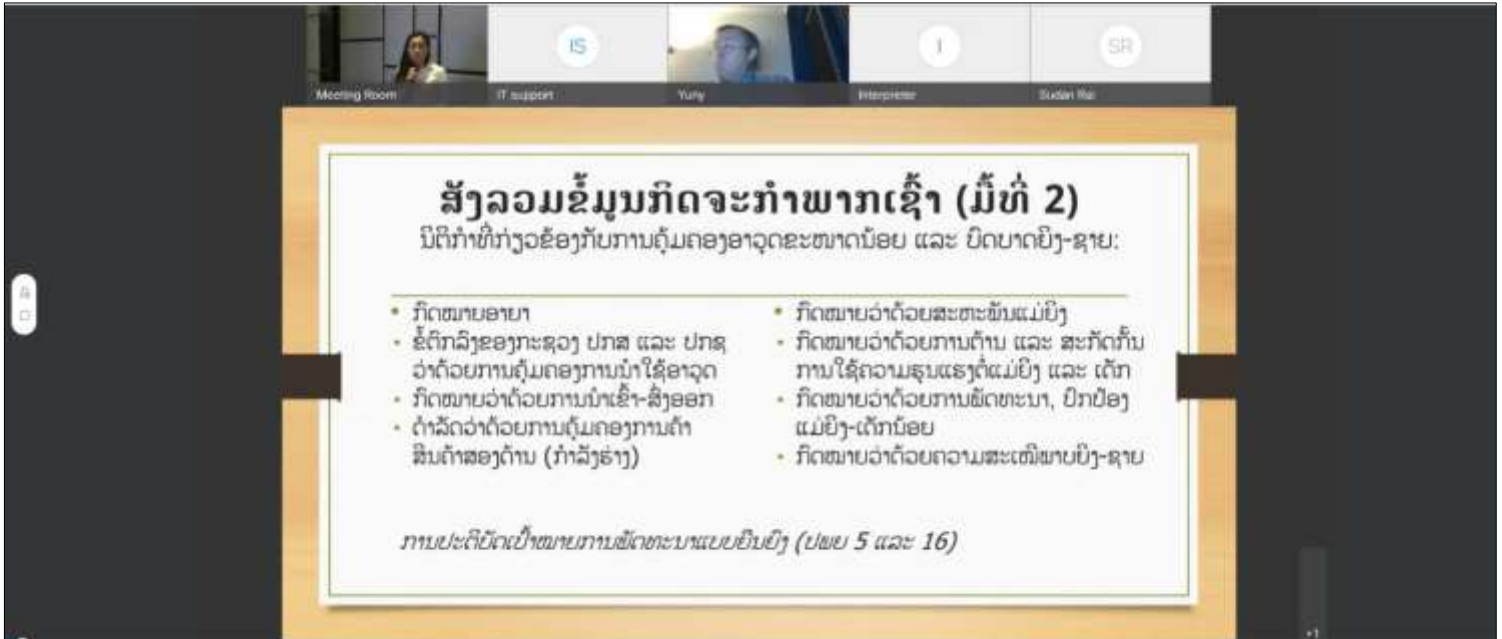 IS
I
SR
Meeting Room
IT support
Yuny
Interpreter
Sudan Rai
ສັງລວມຂໍ້ມູນກິດຈະກຳພາກເຊົ້າ (ມື້ທີ່ 2)
ນິຕິກຳທີ່ກ່ຽວຂ້ອງກັບການຄຸ້ມຄອງອາວຸດຂະໜາດນ້ອຍ ແລະ ບົດບາດຍິງ-ຊາຍ:
• ກົດໝາຍອາຍາ
• ຂໍ້ຕົກລົງຂອງກະຊວງ ປກສ ແລະ ປກຊ
ວ່າດ້ວຍການຄຸ້ມຄອງການນຳໃຊ້ອາວຸດ
• ກົດໝາຍວ່າດ້ວຍການນຳເຂົ້າ-ສົ່ງອອກ
• ດຳລັດວ່າດ້ວຍການຄຸ້ມຄອງການຄ້າ
ສິນຄ້າສອງດ້ານ (ກຳລັງຮ່າງ)
• ກົດໝາຍວ່າດ້ວຍສະຫະພັນແມ່ຍິງ
• ກົດໝາຍວ່າດ້ວຍການຕ້ານ ແລະ ສະກັດກັ້ນ
ການໃຊ້ຄວາມຮຸນແຮງຕໍ່ແມ່ຍິງ ແລະ ເດັກ
• ກົດໝາຍວ່າດ້ວຍການພັດທະນາ, ປົກປ້ອງ
ແມ່ຍິງ-ເດັກນ້ອຍ
• ກົດໝາຍວ່າດ້ວຍຄວາມສະເໝີພາບຍິງ-ຊາຍ
ການປະຕິບັດເປົ້າໝາຍການພັດທະນາແບບຍືນຍົງ (ປພຍ 5 ແລະ 16)
+1